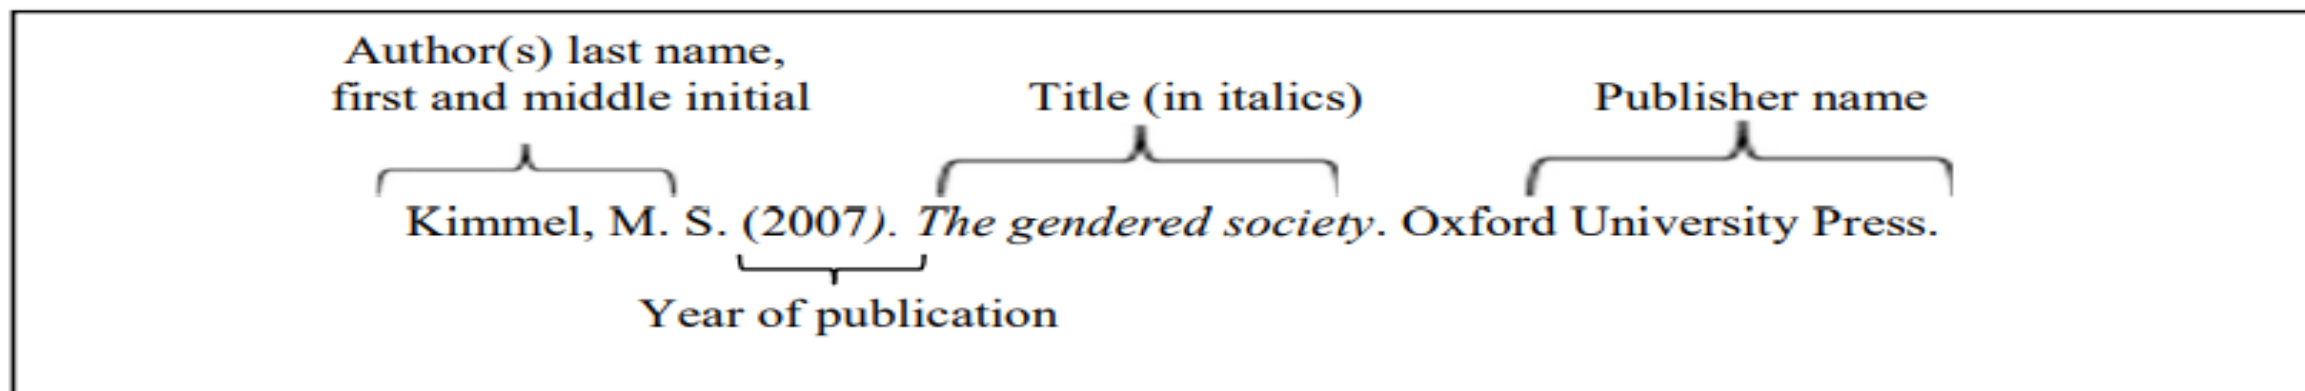 Author(s) last name,
first and middle initial
Title (in italics)
Publisher name
Kimmel, M. S. (2007). The gendered society. Oxford University Press.
Year of publication